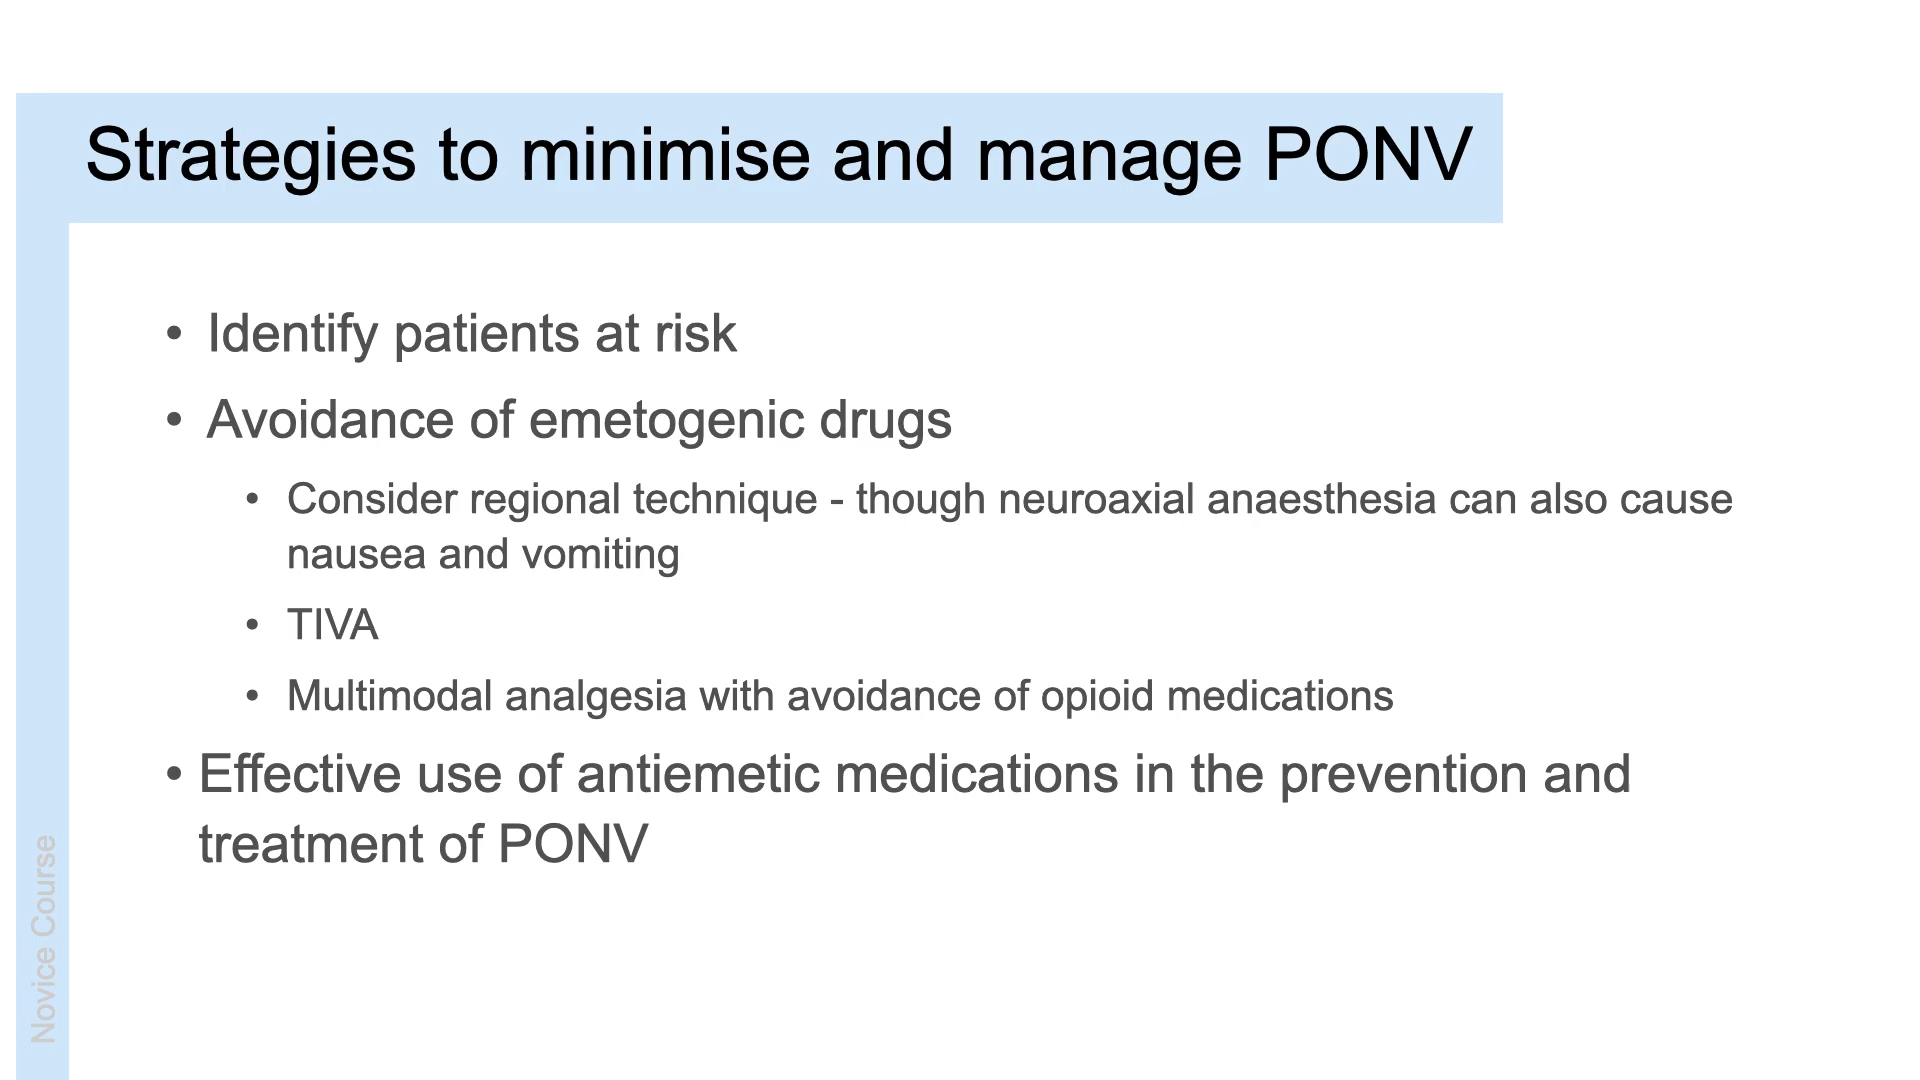 Strategies to minimise and manage PONV
• Identify patients at risk
• Avoidance of emetogenic drugs
• Consider regional technique - though neuroaxial anaesthesia can also cause
nausea and vomiting
• TIVA
• Multimodal analgesia with avoidance of opioid medications
• Effective use of antiemetic medications in the prevention and
treatment of PONV
Novice Course